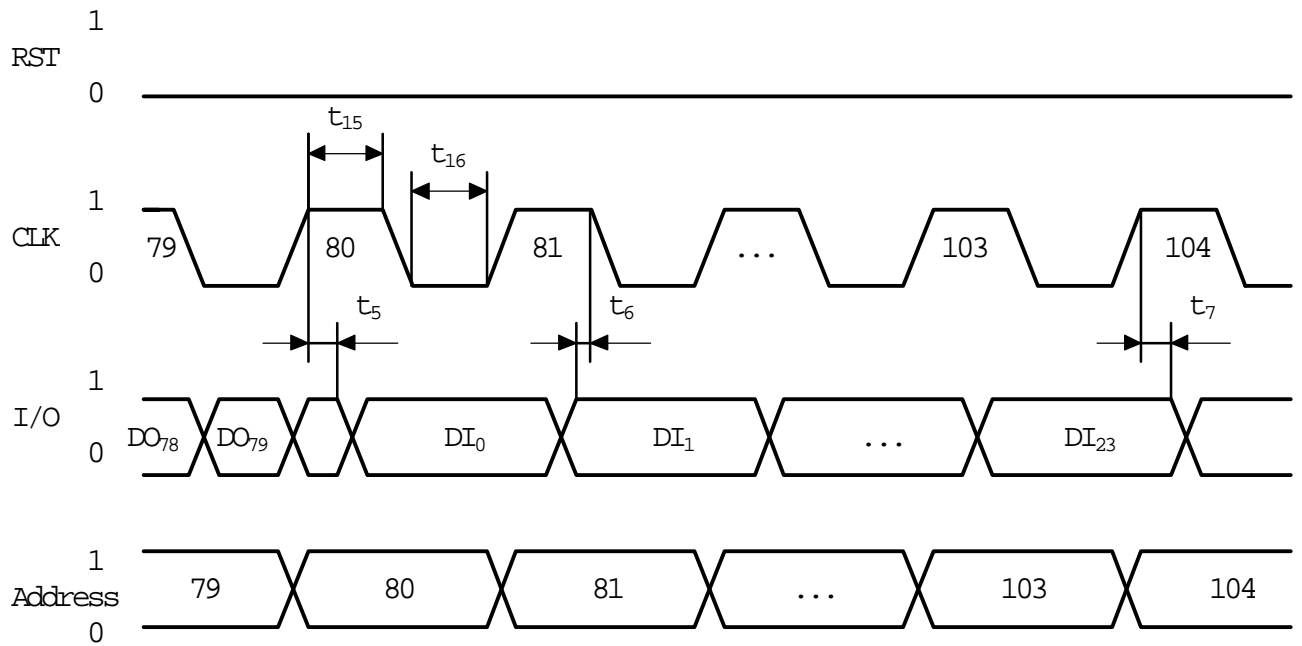 1
RST
0
t15
t16
1
CLK
79 80 81 ... 103 104
0
t5 t6 t7
1
I/O
DO78 DO79 DI0 DI1 ... DI23
0
1
79 80 81 ... 103 104
Address
0